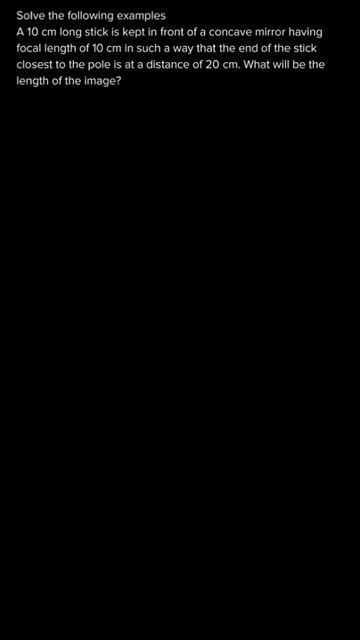 Solve the following examples
A 10 cm long stick is kept in front of a concave mirror having
focal length of 10 cm in such a way that the end of the stick
closest to the pole is at a distance of 20 cm. What will be the
length of the image?